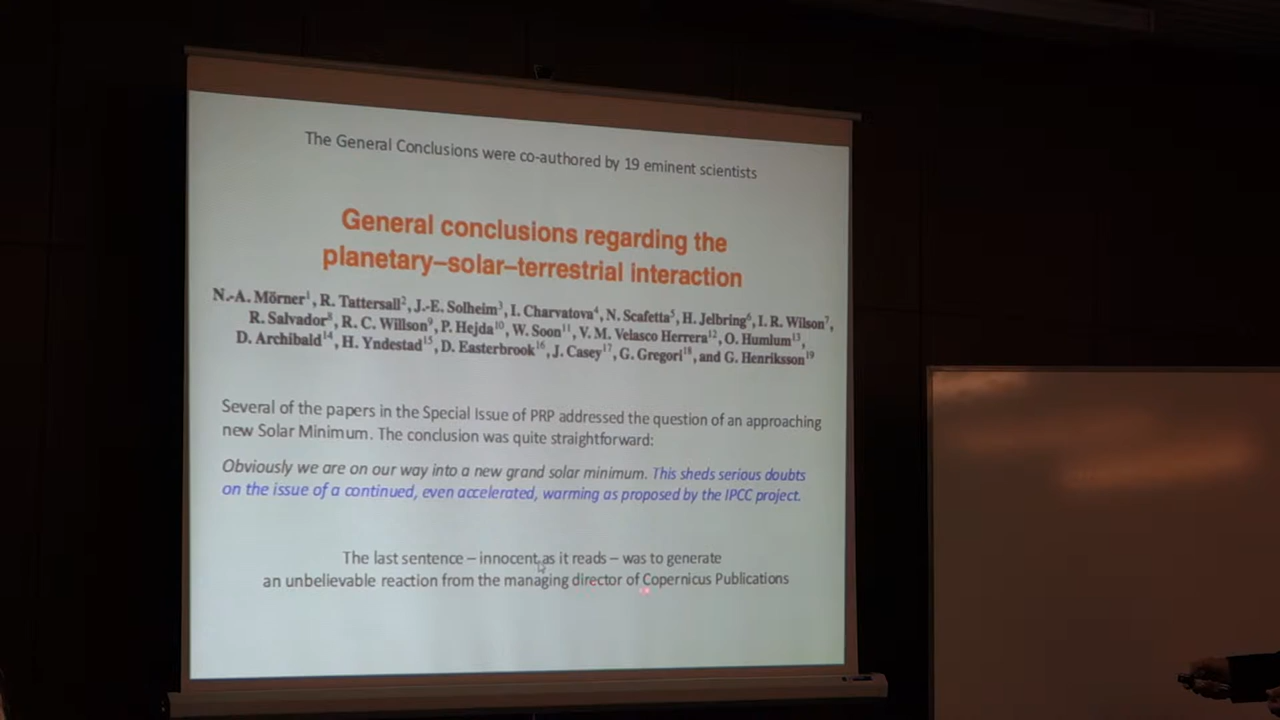 The General Conclusions were co-authored by 19 eminent scientists
General conclusions regarding the
planetary–solar–terrestrial interaction
N.-A. Mörner¹, R. Tattersall², J.-E. Solheim³, I. Charvatova⁴, N. Scafetta⁵, H. Jelbring⁶, I. R. Wilson⁷,
R. Salvador⁸, R. C. Willson⁹, P. Hejda¹⁰, W. Soon¹¹, V. M. Velasco Herrera¹², O. Humlum¹³,
D. Archibald¹⁴, H. Yndestad¹⁵, D. Easterbrook¹⁶, J. Casey¹⁷, G. Gregori¹⁸, and G. Henriksson¹⁹
Several of the papers in the Special Issue of PRP addressed the question of an approaching
new Solar Minimum. The conclusion was quite straightforward:
Obviously we are on our way into a new grand solar minimum. This sheds serious doubts
on the issue of a continued, even accelerated, warming as proposed by the IPCC project.
The last sentence – innocent as it reads – was to generate
an unbelievable reaction from the managing director of Copernicus Publications